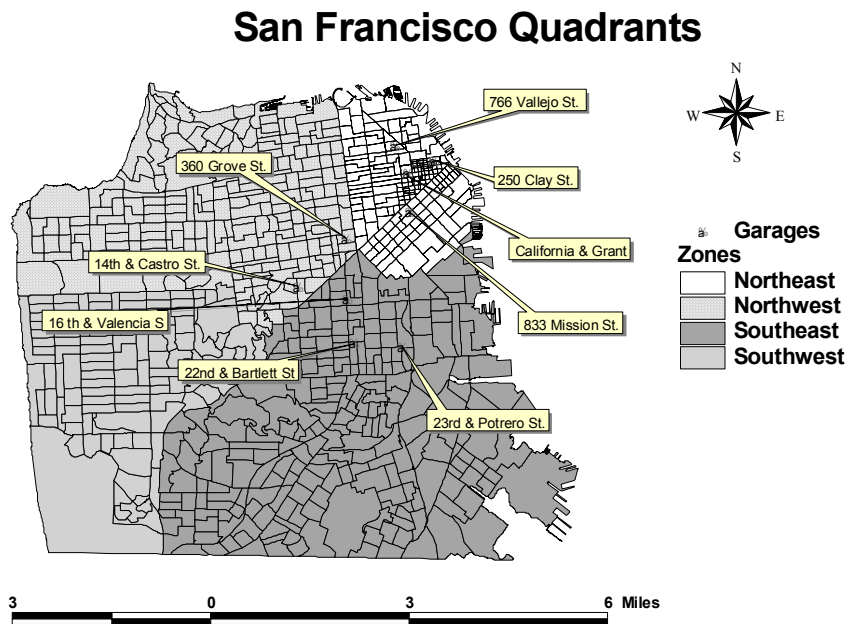 San Francisco Quadrants
N
W E
S
766 Vallejo St.
360 Grove St.
250 Clay St.
California & Grant
14th & Castro St.
16 th & Valencia S
833 Mission St.
22nd & Bartlett St
23rd & Potrero St.
Garages
Zones
Northeast
Northwest
Southeast
Southwest
3 0 3 6 Miles